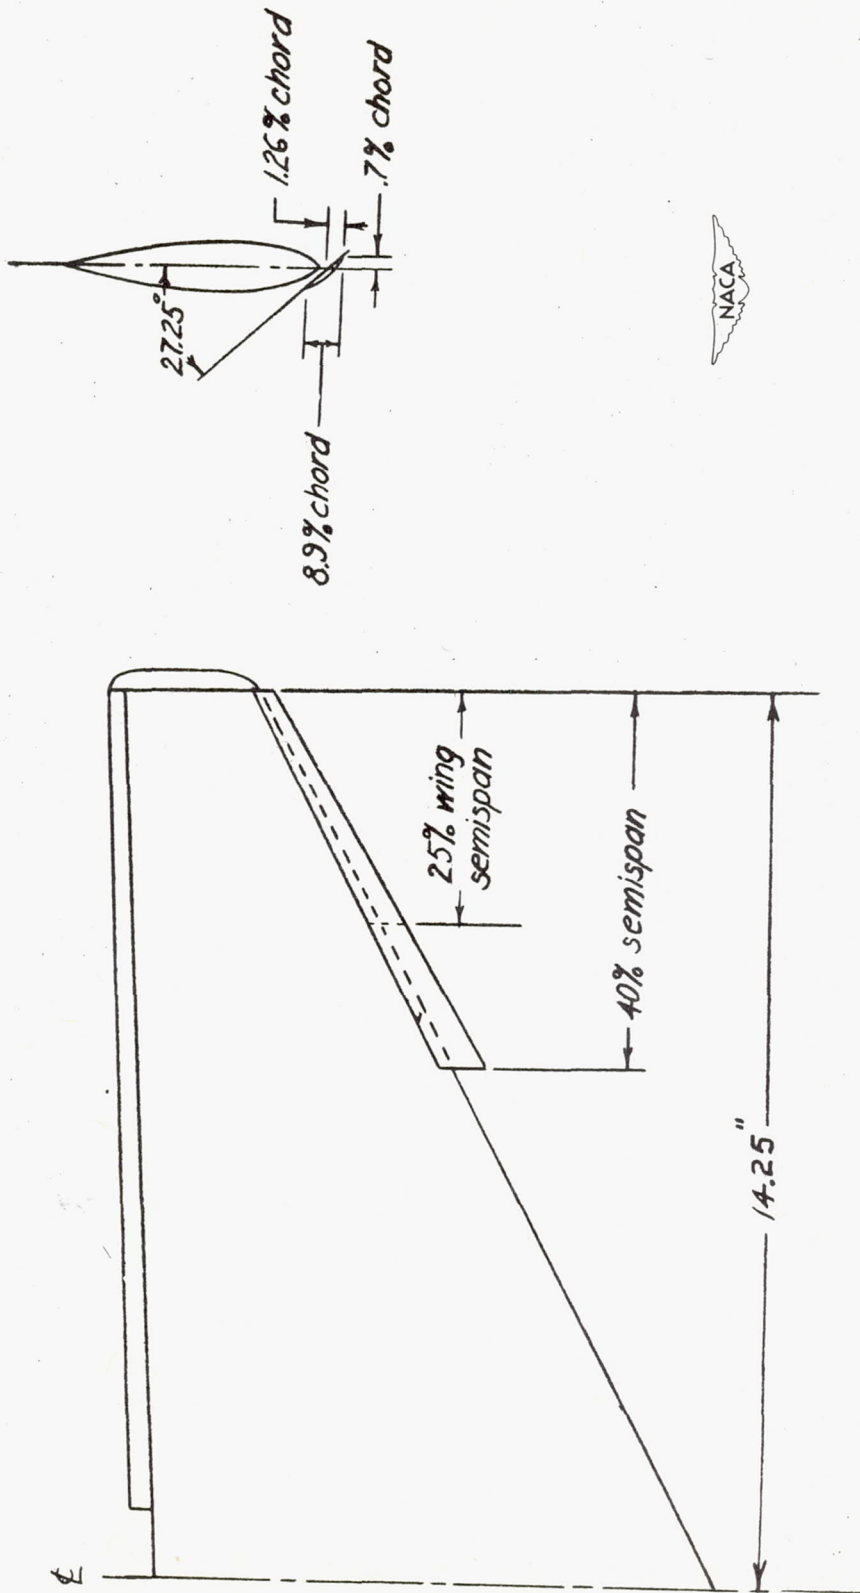 1.26% chord
.7% chord
27.25°
8.9% chord
NACA
25% wing
semispan
40% semispan
14.25"
℄